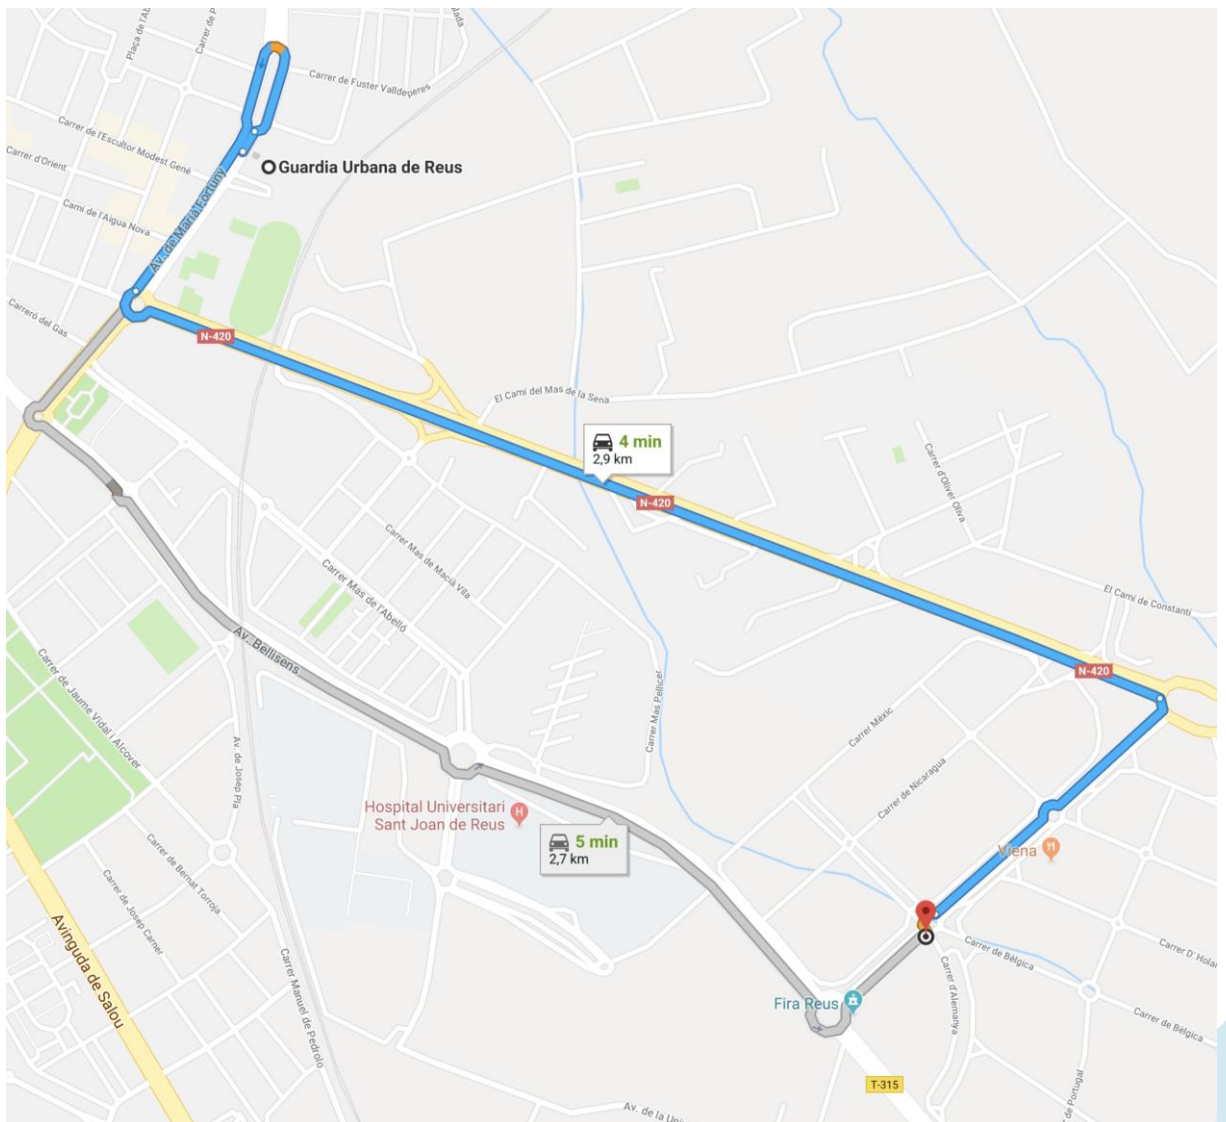 Plaça de l'Ab
Carrer de P
alada
Carrer de Fuster Valldeperes
Carrer de l'Escultor Modest Gené
Carrer d'Orient
Guardia Urbana de Reus
Camí de l'Aigua Nova
Av. de Marià Fortuny
Carreró del Gas
N-420
El Camí del Mas de la Sena
4 min
2,9 km
N-420
Carrer d'Oliver Oliva
Carrer Mas de Macià Vila
Carrer Mas de l'Abelló
El Camí de Constantí
Av. Bellisens
N-420
Carrer Mas Pellicer
Carrer Mèxic
Carrer de Jaume Vidal i Alcover
Av. de Josep Pla
Carrer de Nicaragua
Hospital Universitari
Sant Joan de Reus
H
5 min
2,7 km
Viena
Carrer de Bernat Torroja
Carrer de Josep Carner
Avinguda de Salou
Carrer Manuel de Pedrolo
Carrer de Bèlgica
Carrer D' Holan
Carrer d'Alemanya
Fira Reus
Carrer de Bèlgica
T-315
Av. de la Uni
r de Portugal